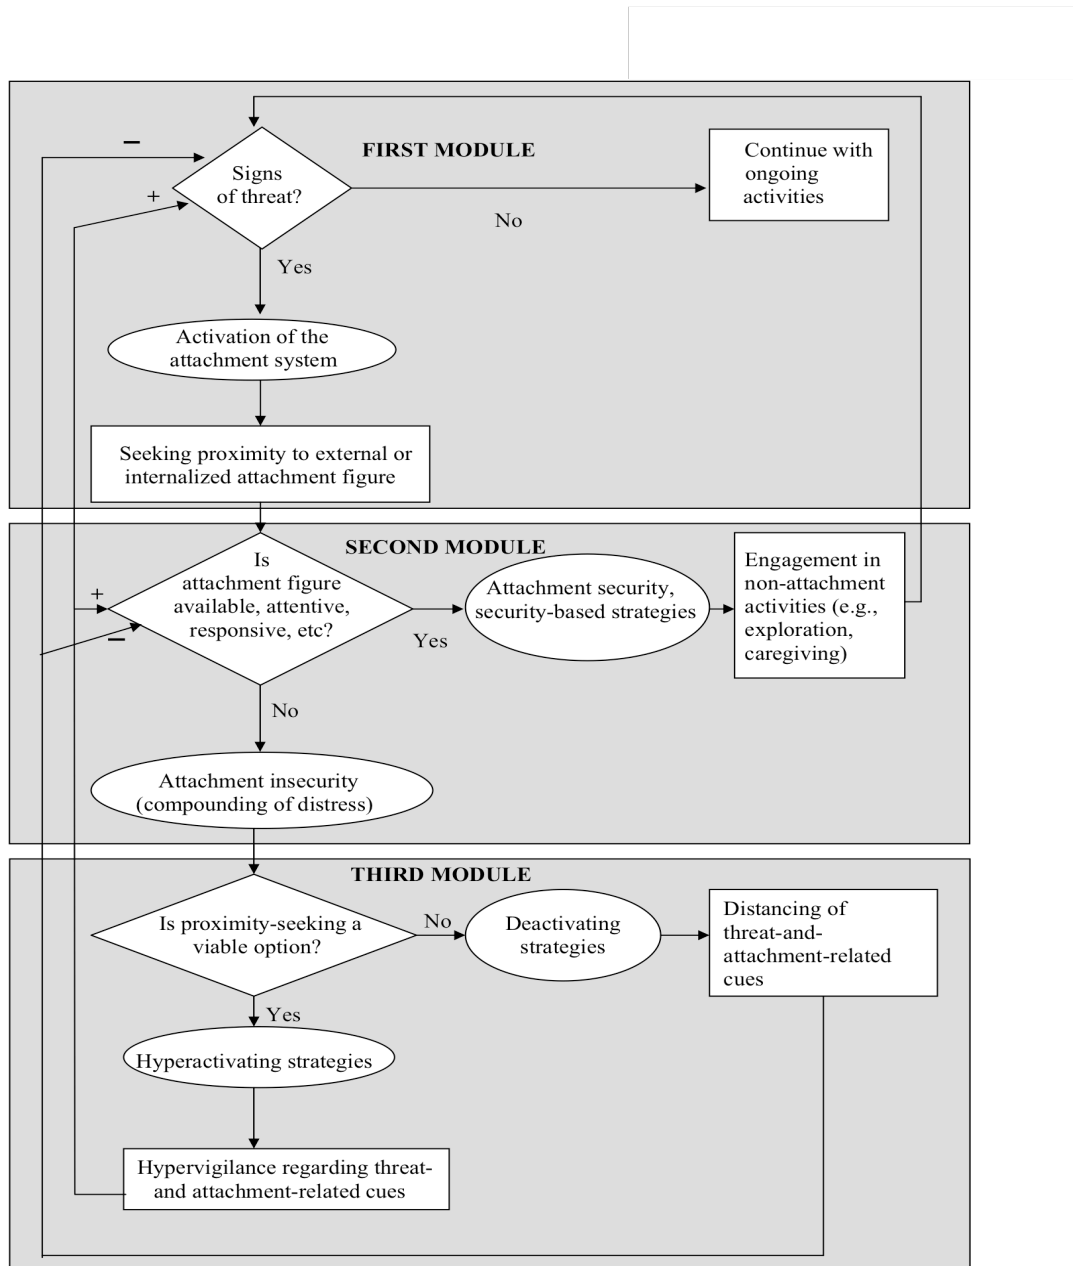 FIRST MODULE
−
+
Signs
of threat?
No
Continue with
ongoing
activities
Yes
Activation of the
attachment system
Seeking proximity to external or
internalized attachment figure
SECOND MODULE
+
−
Is
attachment figure
available, attentive,
responsive, etc?
Yes
Attachment security,
security-based strategies
Engagement in
non-attachment
activities (e.g.,
exploration,
caregiving)
No
Attachment insecurity
(compounding of distress)
THIRD MODULE
Is proximity-seeking a
viable option?
No
Deactivating
strategies
Distancing of
threat-and-
attachment-related
cues
Yes
Hyperactivating strategies
Hypervigilance regarding threat-
and attachment-related cues